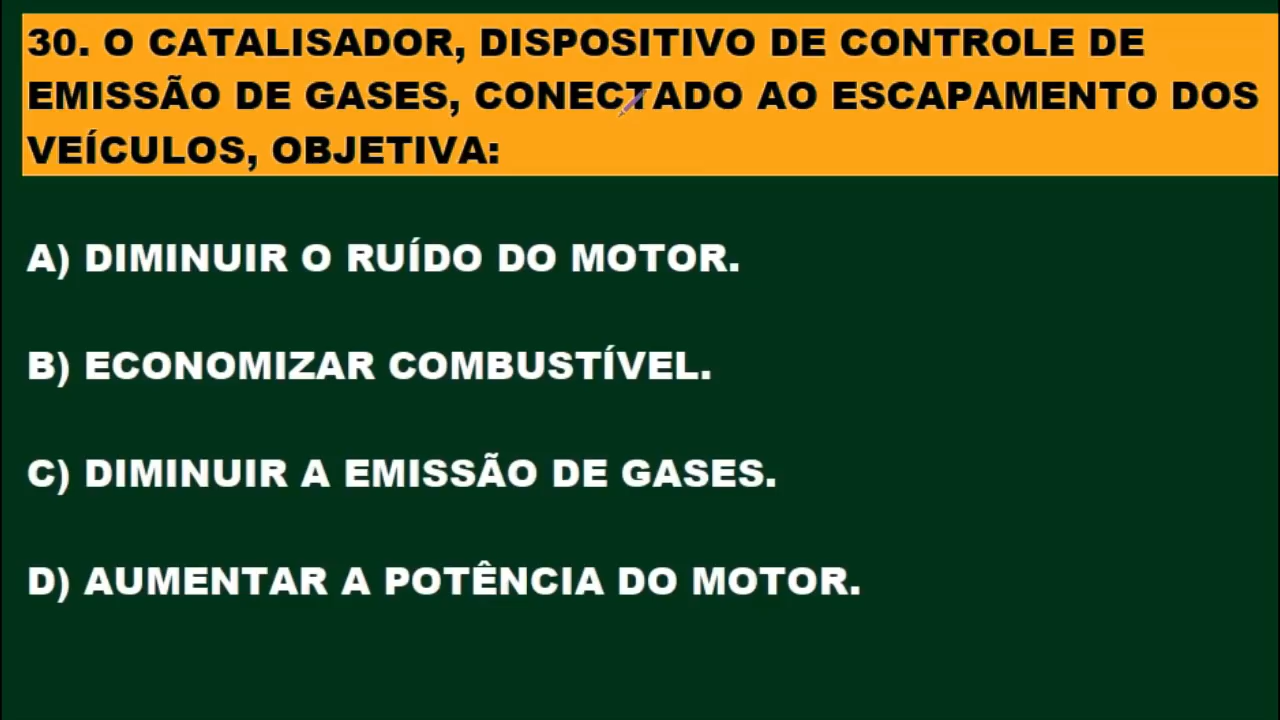 30. O CATALISADOR, DISPOSITIVO DE CONTROLE DE
EMISSÃO DE GASES, CONECTADO AO ESCAPAMENTO DOS
VEÍCULOS, OBJETIVA:
A) DIMINUIR O RUÍDO DO MOTOR.
B) ECONOMIZAR COMBUSTÍVEL.
C) DIMINUIR A EMISSÃO DE GASES.
D) AUMENTAR A POTÊNCIA DO MOTOR.